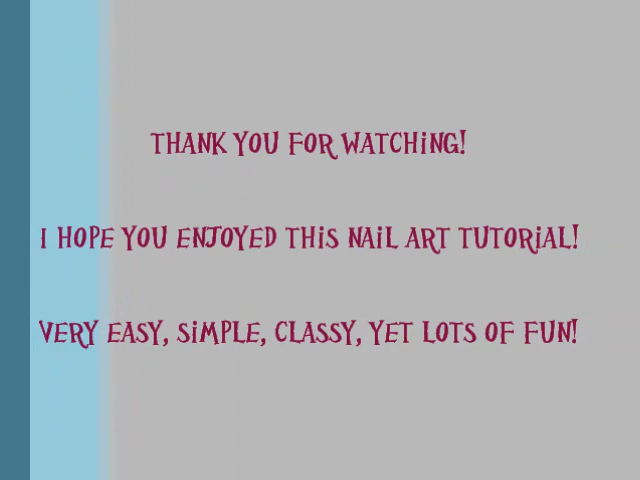 THANK YOU FOR WATCHING!
I HOPE YOU ENJOYED THIS NAIL ART TUTORIAL!
VERY EASY, SIMPLE, CLASSY, YET LOTS OF FUN!